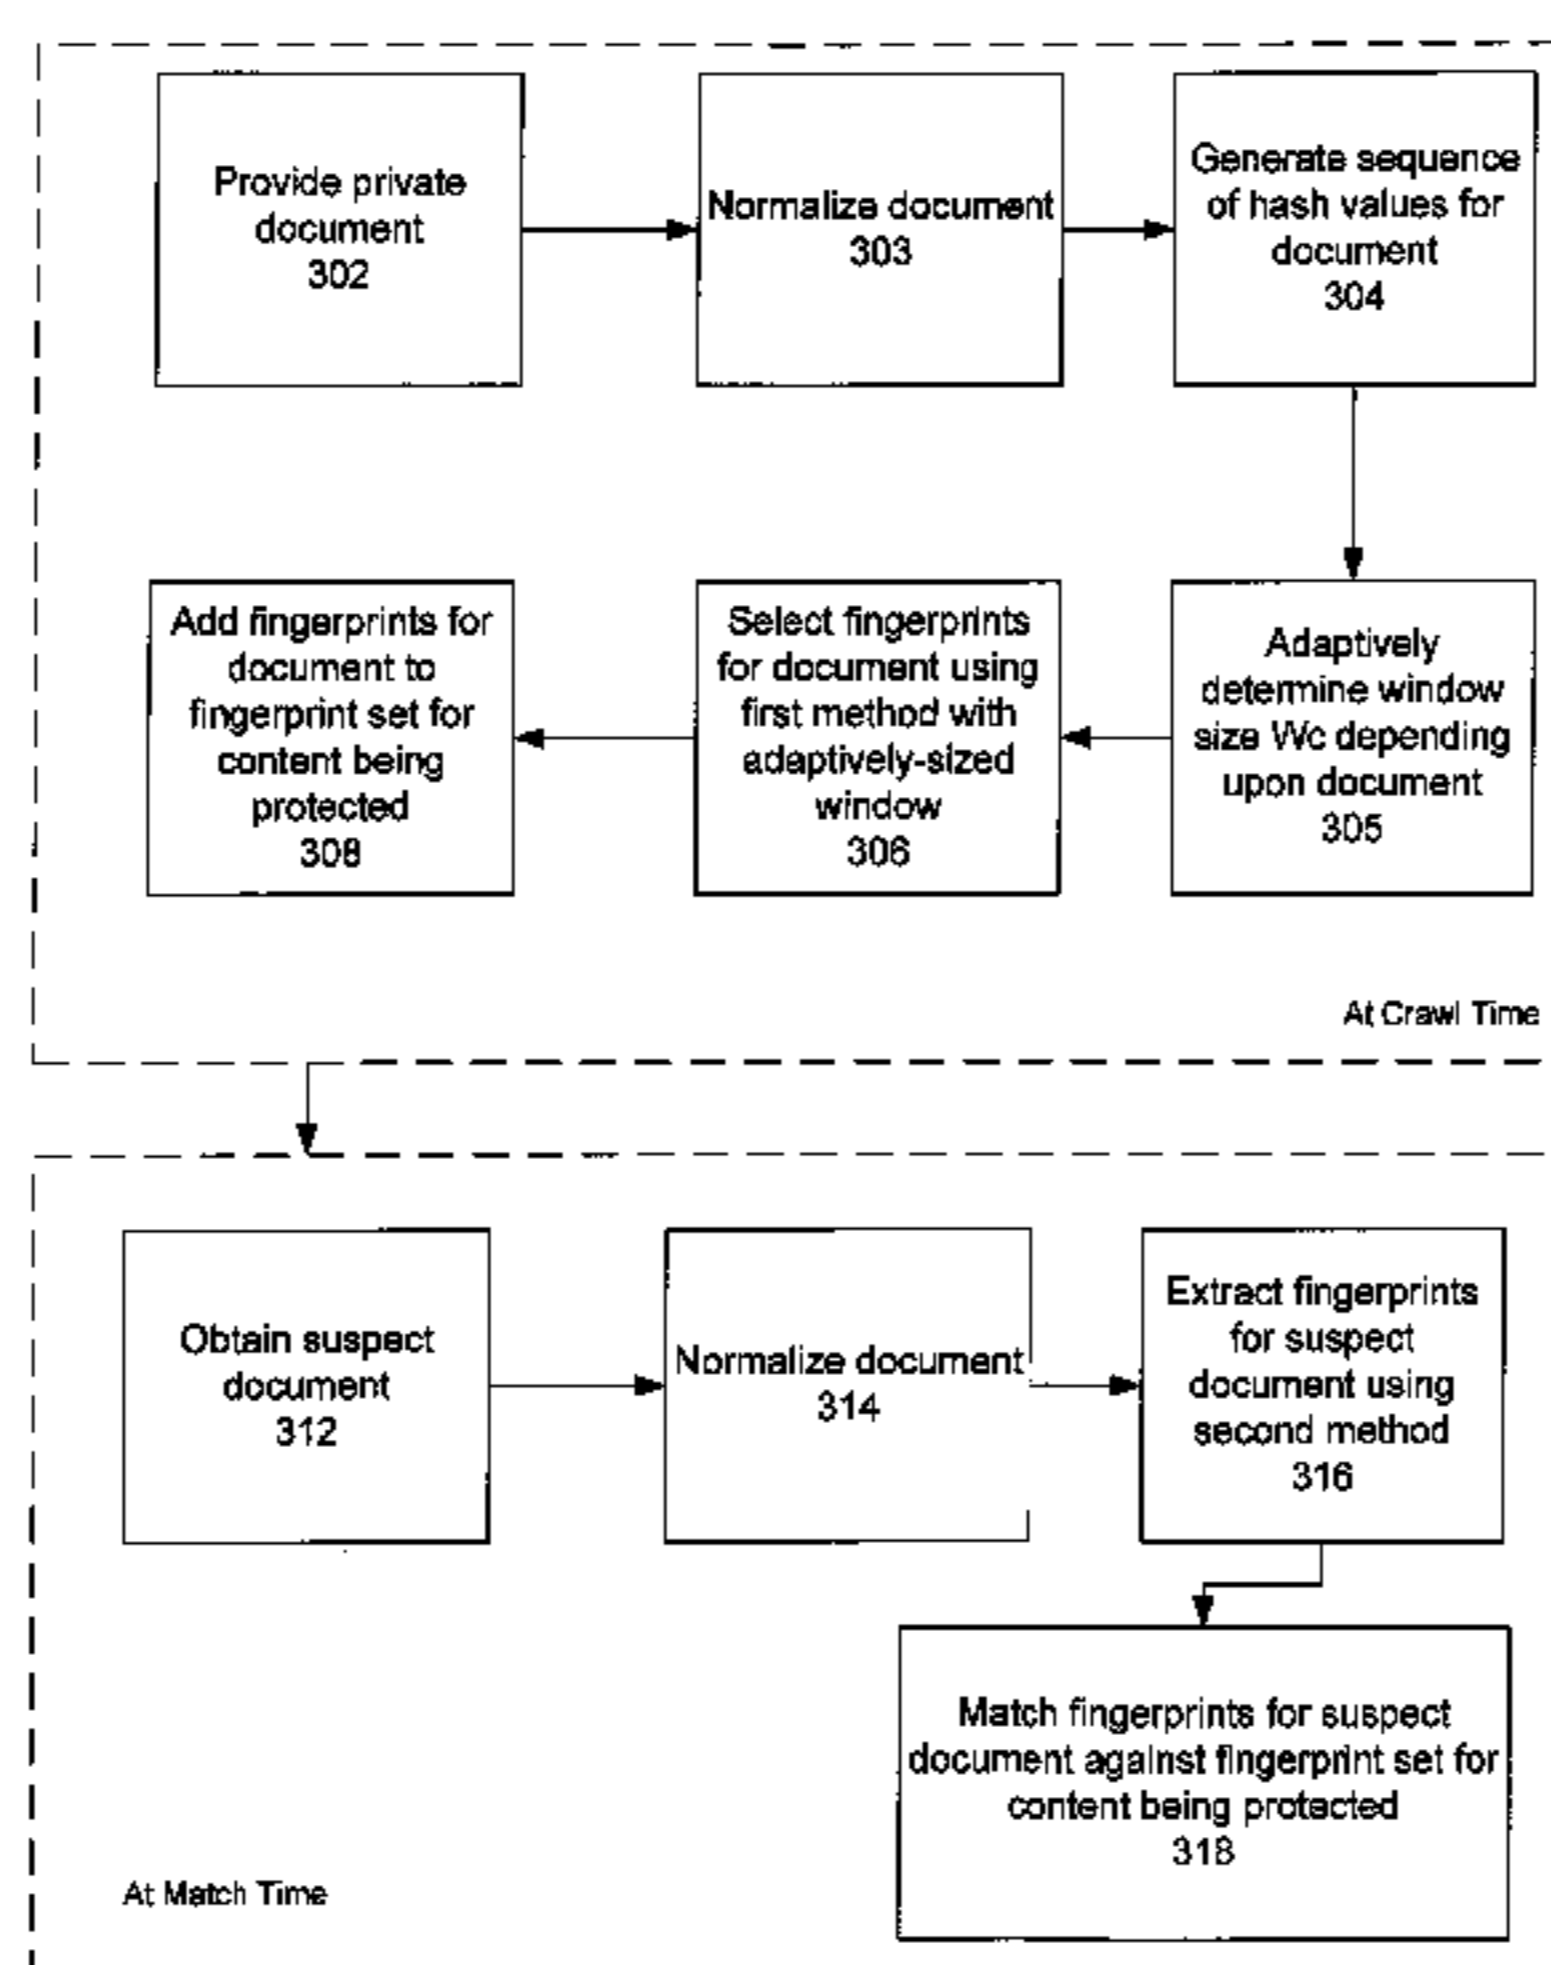 Provide private
document
302
Normalize document
303
Generate sequence
of hash values for
document
304
Adaptively
determine window
size Wc depending
upon document
305
Select fingerprints
for document using
first method with
adaptively-sized
window
306
Add fingerprints for
document to
fingerprint set for
content being
protected
308
At Crawl Time
Obtain suspect
document
312
Normalize document
314
Extract fingerprints
for suspect
document using
second method
316
Match fingerprints for suspect
document against fingerprint set for
content being protected
318
At Match Time